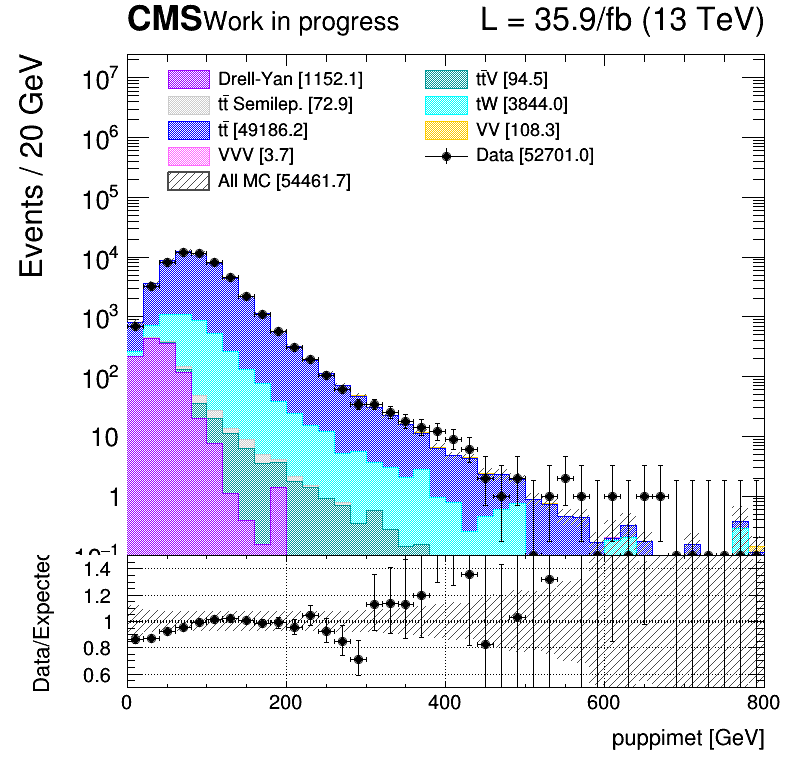 CMS Work in progress L = 35.9/fb (13 TeV)
Events / 20 GeV
Drell-Yan [1152.1]
tt̄ Semilep. [72.9]
tt̄ [49186.2]
VVV [3.7]
All MC [54461.7]
tt̄V [94.5]
tW [3844.0]
VV [108.3]
Data [52701.0]
10⁷
10⁶
10⁵
10⁴
10³
10²
10
1
10⁻¹
Data/Expected
1.4
1.2
1
0.8
0.6
0 200 400 600 800
puppimet [GeV]